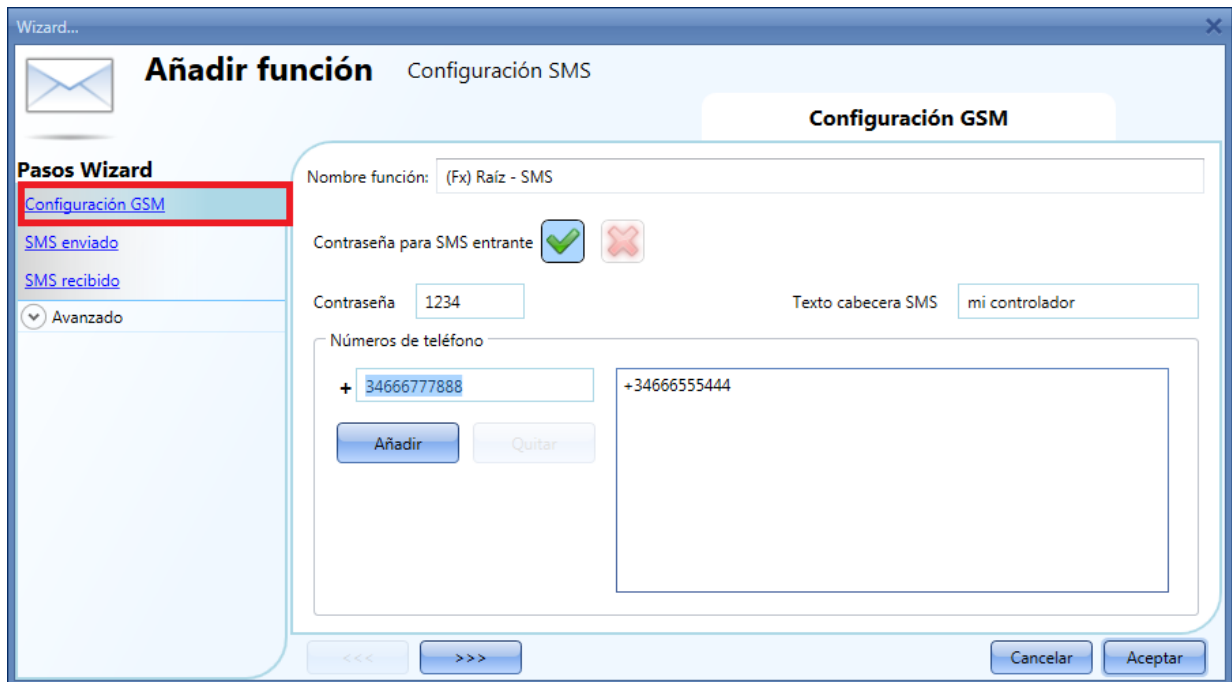 Wizard...
Añadir función
Configuración SMS
Configuración GSM
Pasos Wizard
Configuración GSM
SMS enviado
SMS recibido
Avanzado
Nombre función: (Fx) Raíz - SMS
Contraseña para SMS entrante
Contraseña 1234 Texto cabecera SMS mi controlador
Números de teléfono
+ 34666777888
+34666555444
Añadir Quitar
<<< >>> Cancelar Aceptar